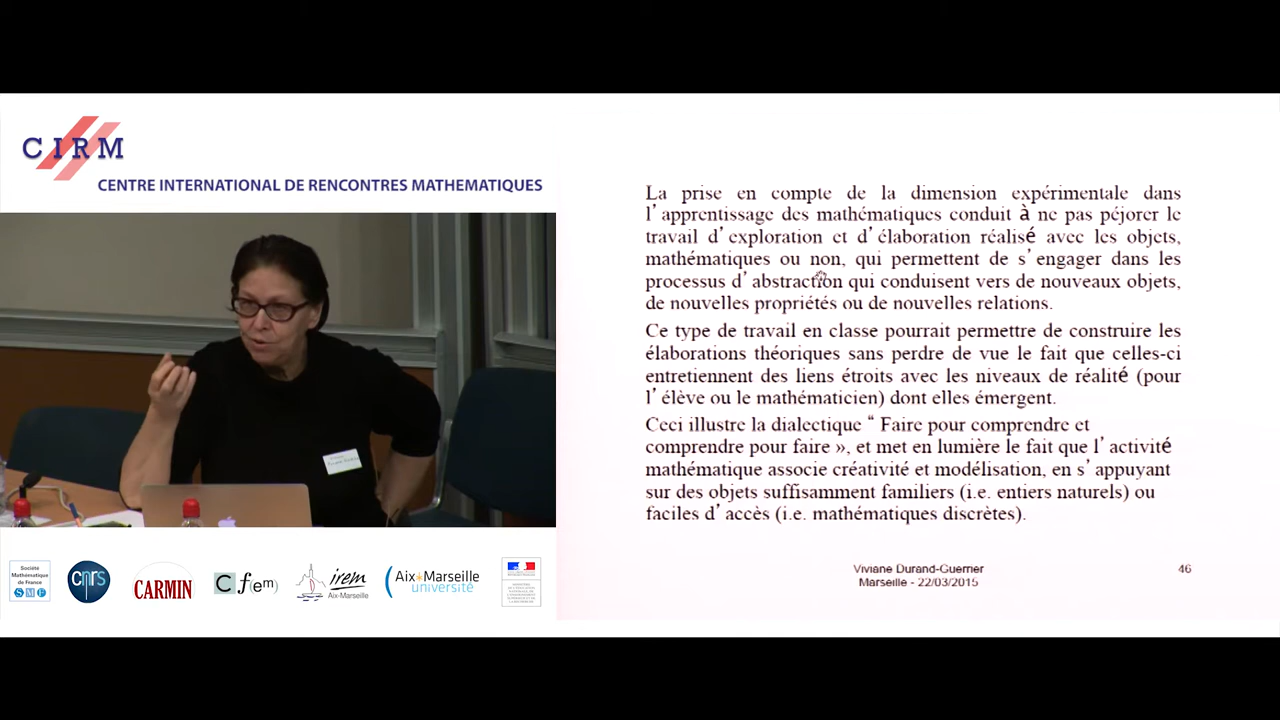 CIRM
CENTRE INTERNATIONAL DE RENCONTRES MATHEMATIQUES
La prise en compte de la dimension expérimentale dans
l'apprentissage des mathématiques conduit à ne pas péjorer le
travail d'exploration et d'élaboration réalisé avec les objets,
mathématiques ou non, qui permettent de s'engager dans les
processus d'abstraction qui conduisent vers de nouveaux objets,
de nouvelles propriétés ou de nouvelles relations.
Ce type de travail en classe pourrait permettre de construire les
élaborations théoriques sans perdre de vue le fait que celles-ci
entretiennent des liens étroits avec les niveaux de réalité (pour
l'élève ou le mathématicien) dont elles émergent.
Ceci illustre la dialectique “ Faire pour comprendre et
comprendre pour faire », et met en lumière le fait que l'activité
mathématique associe créativité et modélisation, en s'appuyant
sur des objets suffisamment familiers (i.e. entiers naturels) ou
faciles d'accès (i.e. mathématiques discrètes).
Viviane Durand-Guerrier
Marseille - 22/03/2015
46
Société
Mathématique
de France
SMF
cnrs
CARMIN
Cf(em)
irem
Aix-Marseille
(Aix*Marseille
université